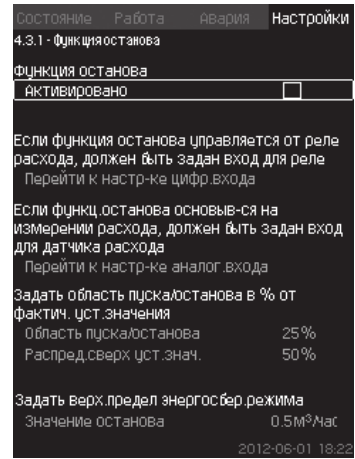 Состояние Работа Авария Настройки
4.3.1 - Функция останова
Функция останова
Активировано
Если функция останова управляется от реле
расхода, должен быть задан вход для реле
Перейти к настр-ке цифр.входа
Если функц.останова основыв-ся на
измерении расхода, должен быть задан вход
для датчика расхода
Перейти к настр-ке аналог.входа
Задать область пуска/останова в % от
фактич. уст.значения
Область пуска/останова 25%
Распред.сверх уст.знач. 50%
Задать верх.предел энергосбер.режима
Значение останова 0.5м³/час
2012-06-01 18:22